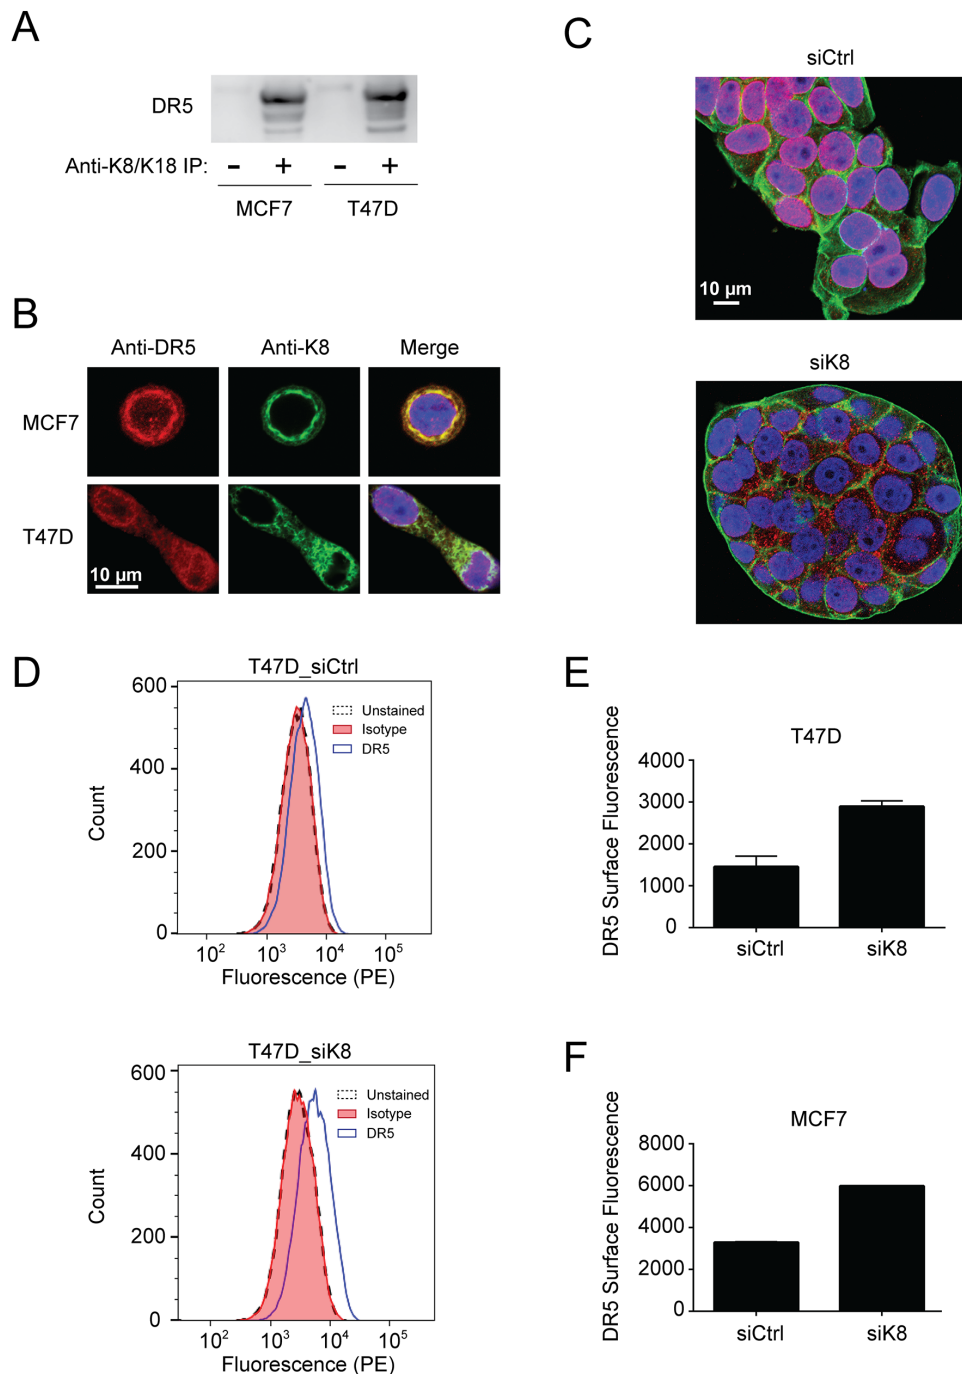 A
DR5
Anti-K8/K18 IP: - + - +
MCF7 T47D
B
Anti-DR5 Anti-K8 Merge
MCF7
T47D
10 µm
C
siCtrl
10 µm
siK8
D
T47D_siCtrl
600
400
200
0
Count
Unstained
Isotype
DR5
10² 10³ 10⁴ 10⁵
Fluorescence (PE)
T47D_siK8
600
400
200
0
Count
Unstained
Isotype
DR5
10² 10³ 10⁴ 10⁵
Fluorescence (PE)
E
T47D
DR5 Surface Fluorescence
4000
3000
2000
1000
0
siCtrl siK8
F
MCF7
DR5 Surface Fluorescence
8000
6000
4000
2000
0
siCtrl siK8